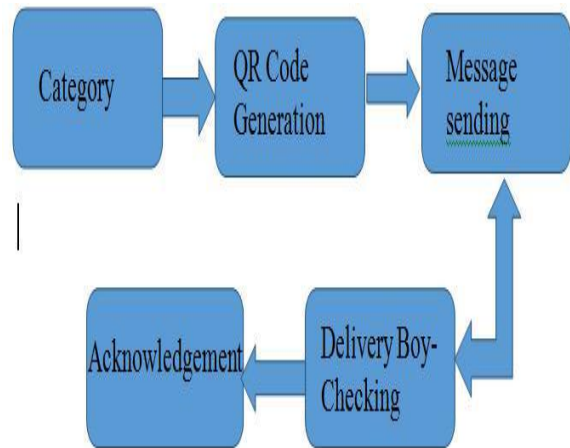 Category
QR Code
Generation
Message
sending
Delivery Boy-
Checking
Acknowledgement